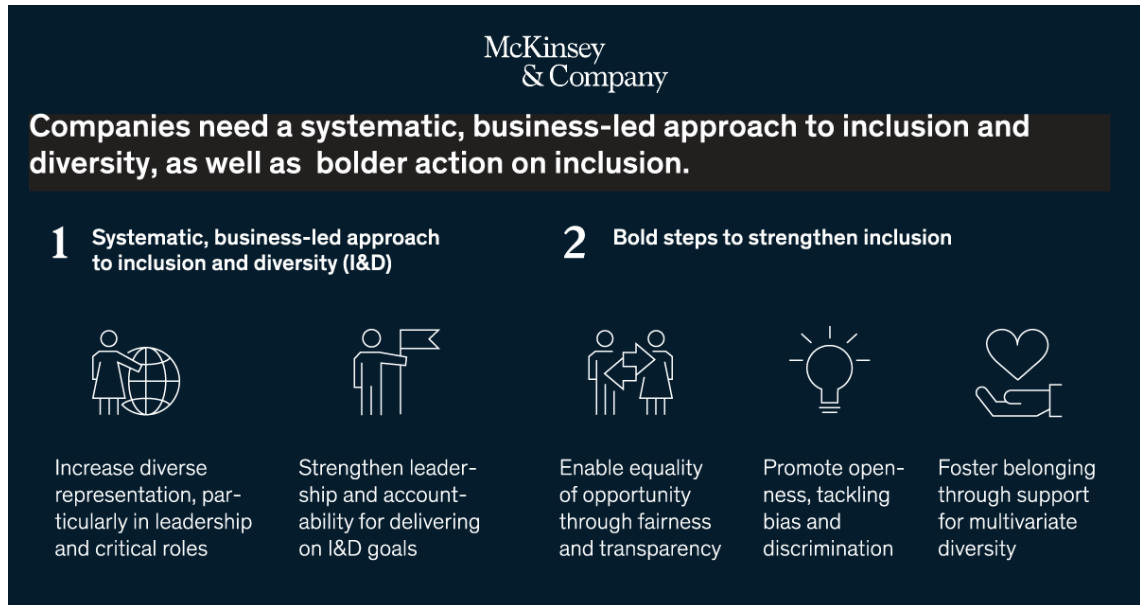 McKinsey
& Company
Companies need a systematic, business-led approach to inclusion and
diversity, as well as  bolder action on inclusion.
1
Systematic, business-led approach
to inclusion and diversity (I&D)
2
Bold steps to strengthen inclusion
Increase diverse
representation, par-
ticularly in leadership
and critical roles
Strengthen leader-
ship and account-
ability for delivering
on I&D goals
Enable equality
of opportunity
through fairness
and transparency
Promote open-
ness, tackling
bias and
discrimination
Foster belonging
through support
for multivariate
diversity